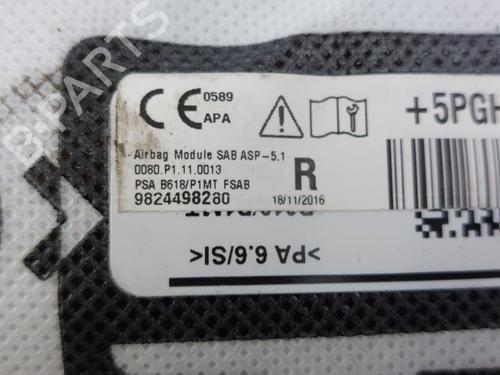 CE 0589
APA
+5PGH
Airbag Module SAB ASP-5.1
0080.P1.11.0013
PSA B618/P1MT FSAB
9824498280
R
18/11/2016
>PA 6.6/SI<
B-PARTS